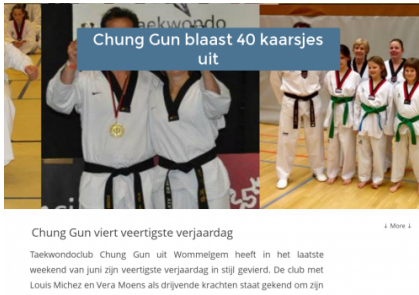 Taekwondo
Chung Gun blaast 40 kaarsjes
uit
Chung Gun viert veertigste verjaardag
↓ More ↓
Taekwondoclub Chung Gun uit Wommelgem heeft in het laatste
weekend van juni zijn veertigste verjaardag in stijl gevierd. De club met
Louis Michez en Vera Moens als drijvende krachten staat gekend om zijn